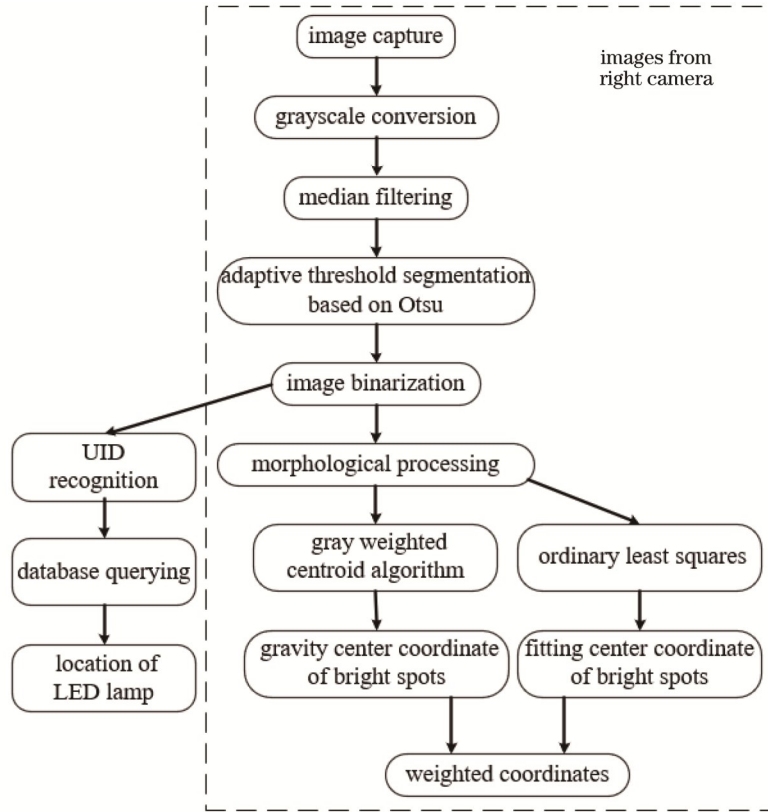 image capture
images from
right camera
grayscale conversion
median filtering
adaptive threshold segmentation
based on Otsu
image binarization
UID
recognition
morphological processing
gray weighted
centroid algorithm
ordinary least squares
database querying
gravity center coordinate
of bright spots
fitting center coordinate
of bright spots
location of
LED lamp
weighted coordinates